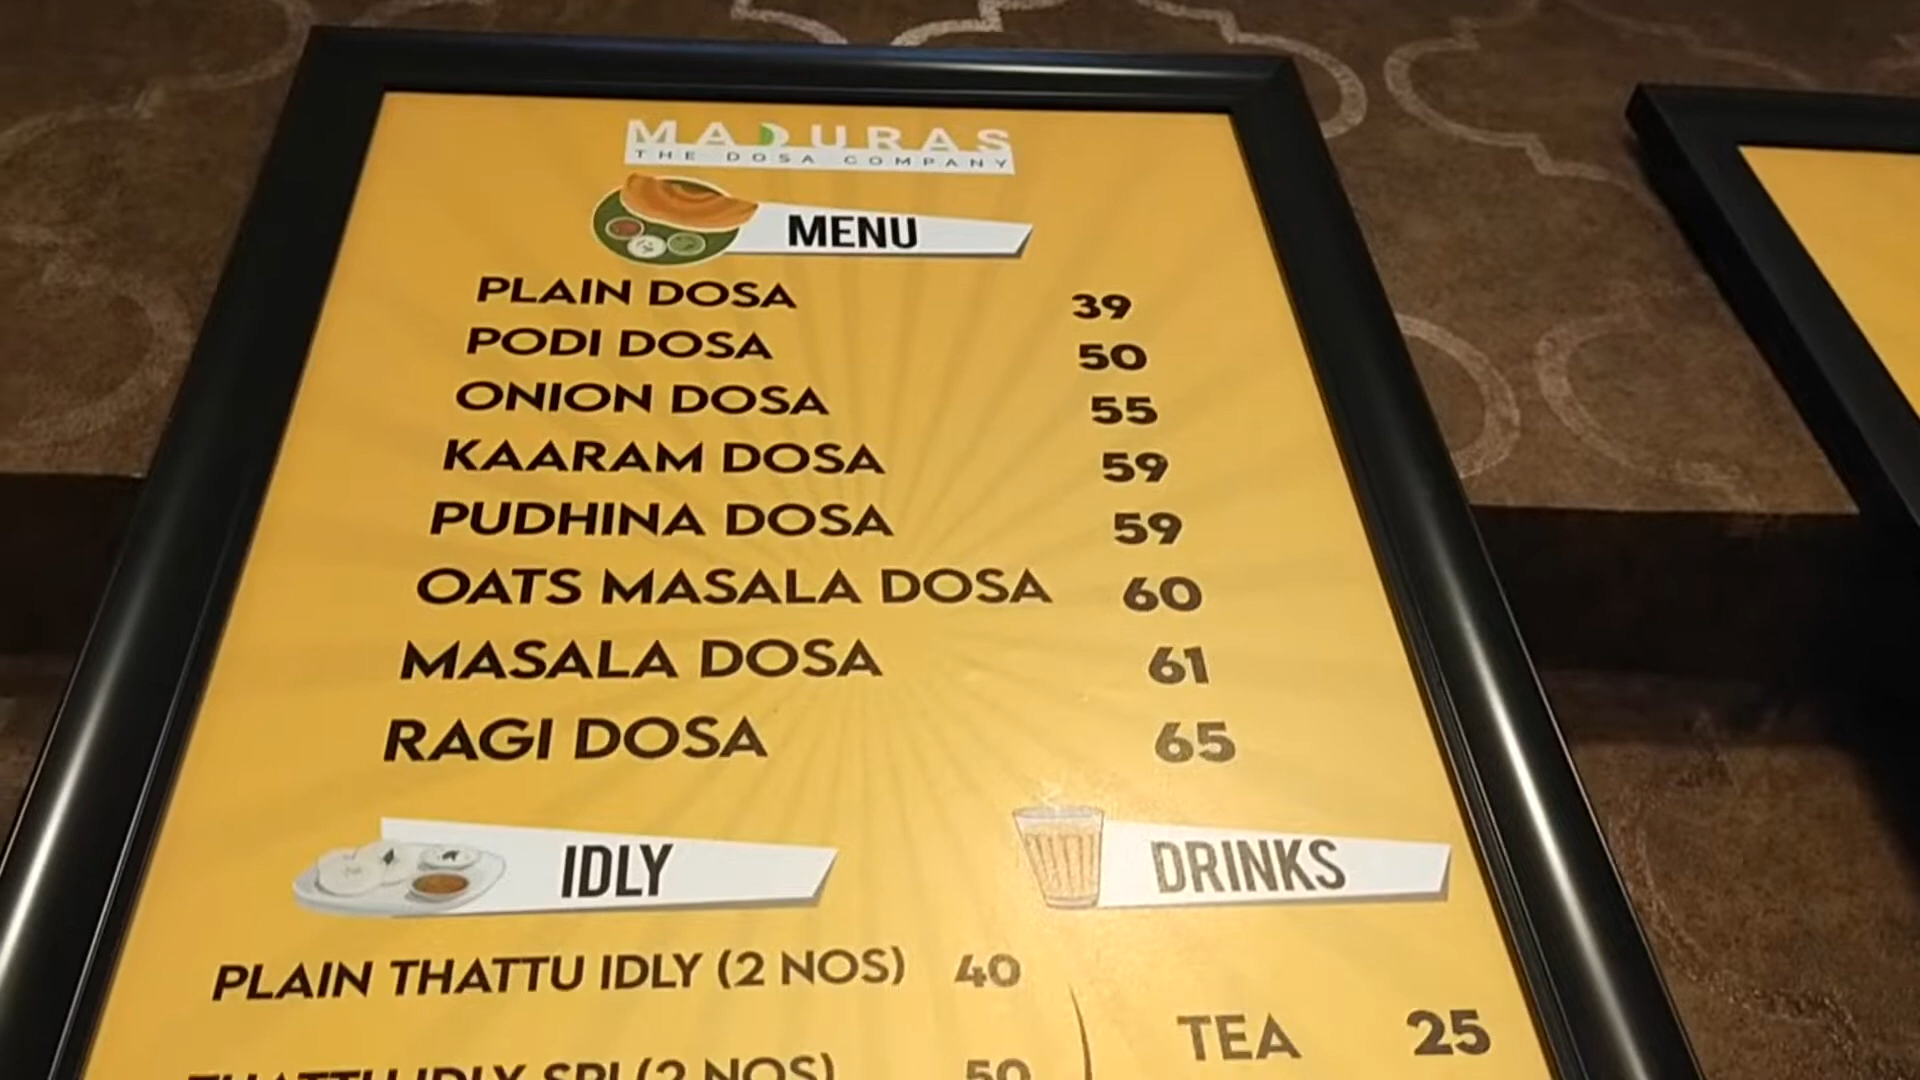 MADURAS
THE DOSA COMPANY
MENU
PLAIN DOSA 39
PODI DOSA 50
ONION DOSA 55
KAARAM DOSA 59
PUDHINA DOSA 59
OATS MASALA DOSA 60
MASALA DOSA 61
RAGI DOSA 65
IDLY
PLAIN THATTU IDLY (2 NOS) 40
THATTU IDLY SPL (2 NOS) 50
DRINKS
TEA 25